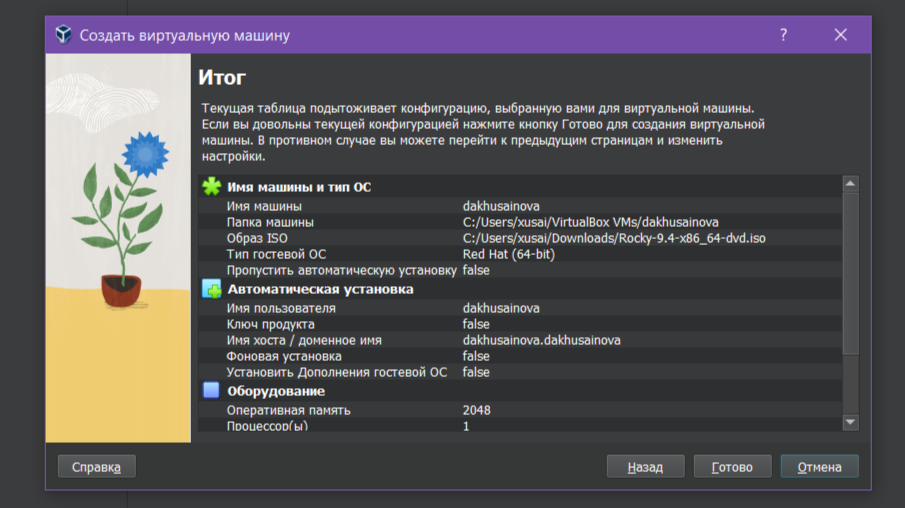 Создать виртуальную машину
?
Итог
Текущая таблица подытоживает конфигурацию, выбранную вами для виртуальной машины.
Если вы довольны текущей конфигурацией нажмите кнопку Готово для создания виртуальной
машины. В противном случае вы можете перейти к предыдущим страницам и изменить
настройки.
Имя машины и тип ОС
Имя машины dakhusainova
Папка машины C:/Users/xusai/VirtualBox VMs/dakhusainova
Образ ISO C:/Users/xusai/Downloads/Rocky-9.4-x86_64-dvd.iso
Тип гостевой ОС Red Hat (64-bit)
Пропустить автоматическую установку false
Автоматическая установка
Имя пользователя dakhusainova
Ключ продукта false
Имя хоста / доменное имя dakhusainova.dakhusainova
Фоновая установка false
Установить Дополнения гостевой ОС false
Оборудование
Оперативная память 2048
Процессор(ы) 1
Справка Назад Готово Отмена